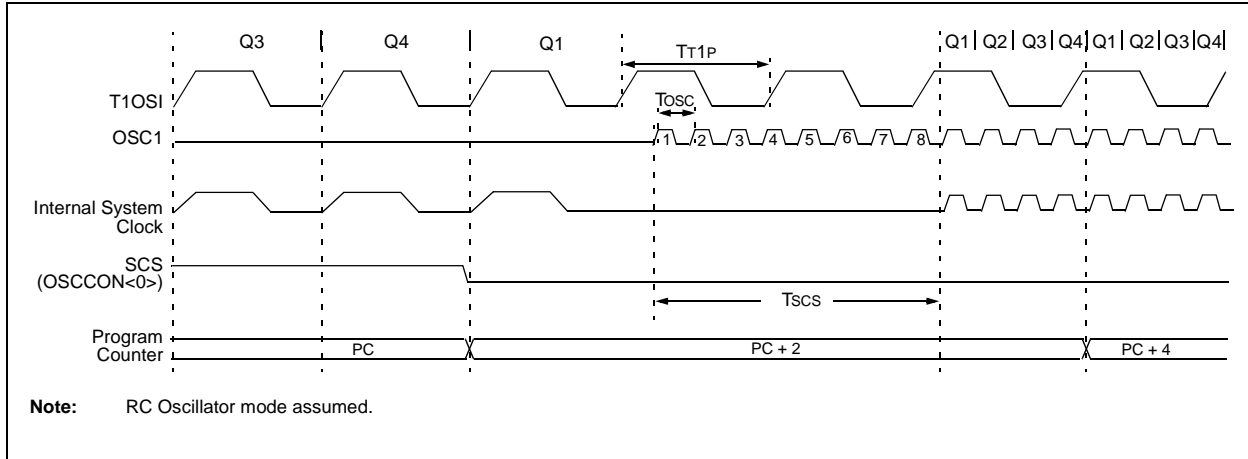 Q3 Q4 Q1 Q1 Q2 Q3 Q4 Q1 Q2 Q3 Q4
TT1P
T1OSI
TOSC
OSC1
1 2 3 4 5 6 7 8
Internal System
Clock
SCS
(OSCCON<0>)
TSCS
Program
Counter
PC PC + 2 PC + 4
Note: RC Oscillator mode assumed.